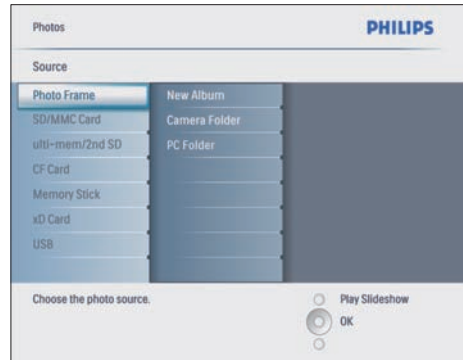 Photos
PHILIPS
Source
Photo Frame
New Album
SD/MMC Card
Camera Folder
ulti-mem/2nd SD
PC Folder
CF Card
Memory Stick
xD Card
USB
Choose the photo source.
Play Slideshow
OK